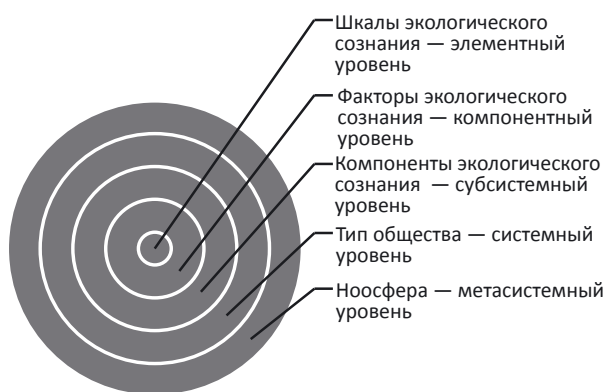 Шкалы экологического
сознания — элементный
уровень
Факторы экологического
сознания — компонентный
уровень
Компоненты экологического
сознания — субсистемный
уровень
Тип общества — системный
уровень
Ноосфера — метасистемный
уровень